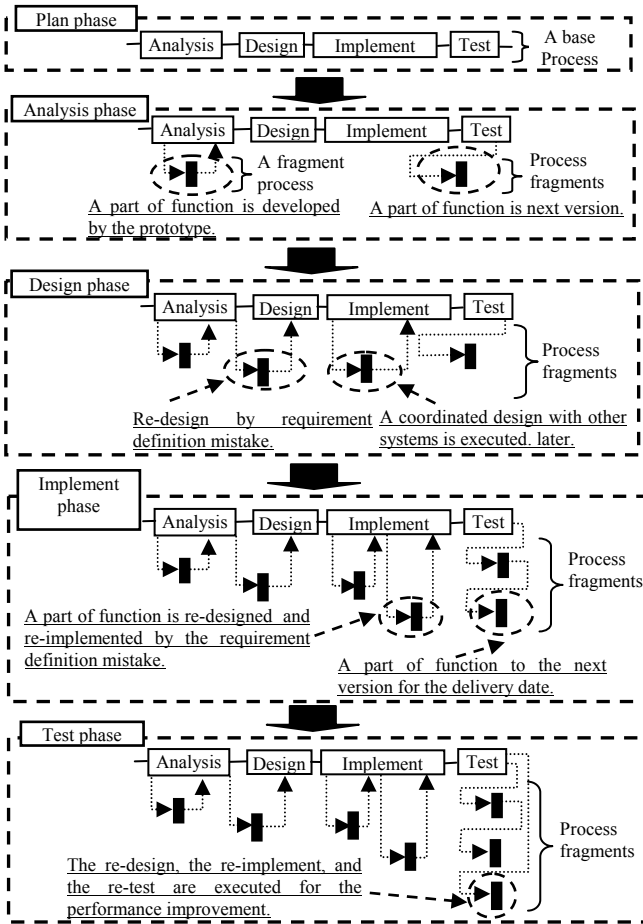 Plan phase
Analysis
Design
Implement
Test
A base
Process
Analysis phase
Analysis
Design
Implement
Test
A fragment
process
Process
fragments
A part of function is developed
by the prototype.
A part of function is next version.
Design phase
Analysis
Design
Implement
Test
Process
fragments
Re-design by requirement
definition mistake.
A coordinated design with other
systems is executed. later.
Implement
phase
Analysis
Design
Implement
Test
Process
fragments
A part of function is re-designed and
re-implemented by the requirement
definition mistake.
A part of function to the next
version for the delivery date.
Test phase
Analysis
Design
Implement
Test
Process
fragments
The re-design, the re-implement, and
the re-test are executed for the
performance improvement.